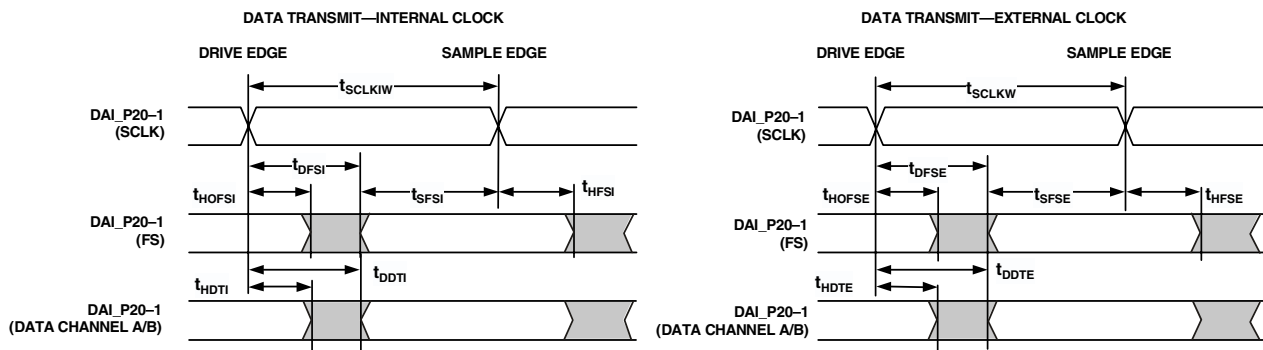 DATA TRANSMIT—INTERNAL CLOCK
DRIVE EDGE
SAMPLE EDGE
tSCLKIW
DAI_P20–1
(SCLK)
tDFSI
tHOFSI
tSFSI
tHFSI
DAI_P20–1
(FS)
tDDTI
tHDTI
DAI_P20–1
(DATA CHANNEL A/B)
DATA TRANSMIT—EXTERNAL CLOCK
DRIVE EDGE
SAMPLE EDGE
tSCLKW
DAI_P20–1
(SCLK)
tDFSE
tHOFSE
tSFSE
tHFSE
DAI_P20–1
(FS)
tDDTE
tHDTE
DAI_P20–1
(DATA CHANNEL A/B)